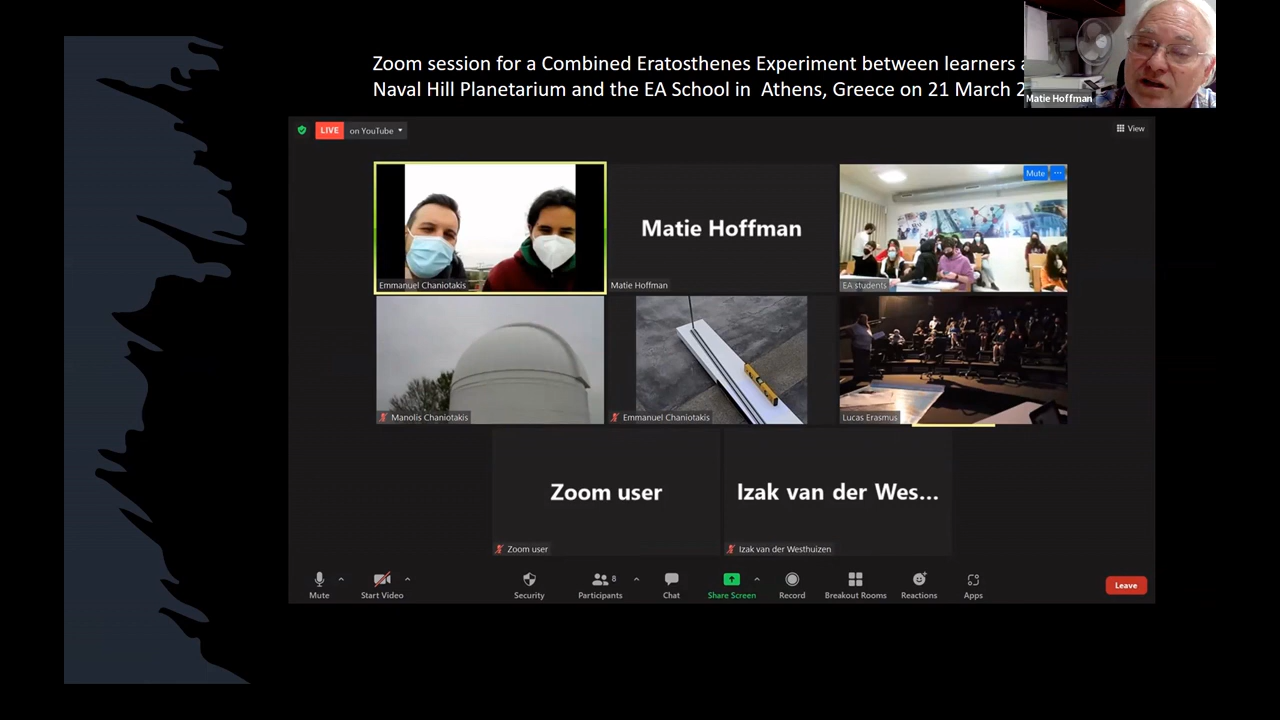 Zoom session for a Combined Eratosthenes Experiment between learners
Naval Hill Planetarium and the EA School in Athens, Greece on 21 March
Matie Hoffman
LIVE on YouTube
View
Emmanuel Chaniotakis
Matie Hoffman
Matie Hoffman
Mute ...
EA students
Manolis Chaniotakis
Emmanuel Chaniotakis
Lucas Erasmus
Zoom user
Zoom user
Izak van der Wes...
Izak van der Westhuizen
Mute
Start Video
Security
Participants
8
Chat
Share Screen
Record
Breakout Rooms
Reactions
Apps
Leave